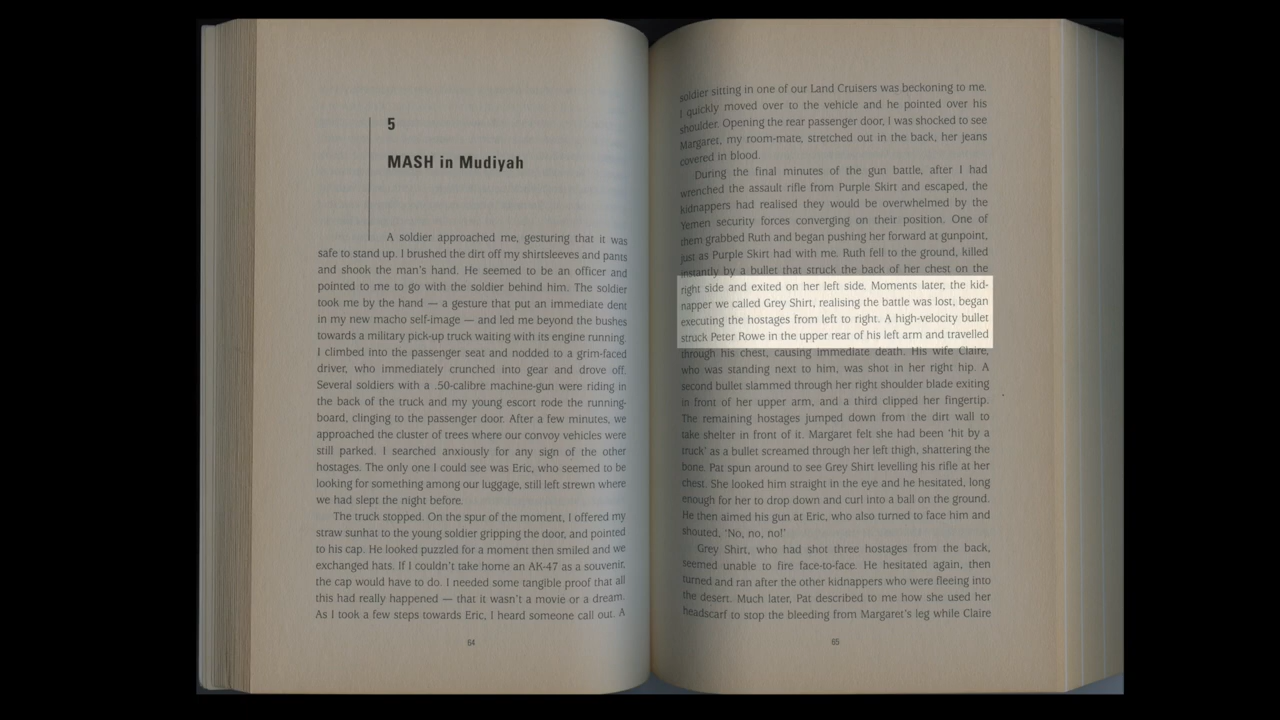 5
MASH in Mudiyah
A soldier approached me, gesturing that it was
safe to stand up. I brushed the dirt off my shirtsleeves and pants
and shook the man's hand. He seemed to be an officer and
pointed to me to go with the soldier behind him. The soldier
took me by the hand — a gesture that put an immediate dent
in my new macho self-image — and led me beyond the bushes
towards a military pick-up truck waiting with its engine running.
I climbed into the passenger seat and nodded to a grim-faced
driver, who immediately crunched into gear and drove off.
Several soldiers with a .50-calibre machine-gun were riding in
the back of the truck and my young escort rode the running-
board, clinging to the passenger door. After a few minutes, we
approached the cluster of trees where our convoy vehicles were
still parked. I searched anxiously for any sign of the other
hostages. The only one I could see was Eric, who seemed to be
looking for something among our luggage, still left strewn where
we had slept the night before.
The truck stopped. On the spur of the moment, I offered my
straw sunhat to the young soldier gripping the door, and pointed
to his cap. He looked puzzled for a moment then smiled and we
exchanged hats. If I couldn't take home an AK-47 as a souvenir,
the cap would have to do. I needed some tangible proof that all
this had really happened — that it wasn't a movie or a dream.
As I took a few steps towards Eric, I heard someone call out. A
64
soldier sitting in one of our Land Cruisers was beckoning to me.
I quickly moved over to the vehicle and he pointed over his
shoulder. Opening the rear passenger door, I was shocked to see
Margaret, my room-mate, stretched out in the back, her jeans
covered in blood.
During the final minutes of the gun battle, after I had
wrenched the assault rifle from Purple Skirt and escaped, the
kidnappers had realised they would be overwhelmed by the
Yemen security forces converging on their position. One of
them grabbed Ruth and began pushing her forward at gunpoint,
just as Purple Skirt had with me. Ruth fell to the ground, killed
instantly by a bullet that struck the back of her chest on the
right side and exited on her left side. Moments later, the kid-
napper we called Grey Shirt, realising the battle was lost, began
executing the hostages from left to right. A high-velocity bullet
struck Peter Rowe in the upper rear of his left arm and travelled
through his chest, causing immediate death. His wife Claire,
who was standing next to him, was shot in her right hip. A
second bullet slammed through her right shoulder blade exiting
in front of her upper arm, and a third clipped her fingertip.
The remaining hostages jumped down from the dirt wall to
take shelter in front of it. Margaret felt she had been 'hit by a
truck' as a bullet screamed through her left thigh, shattering the
bone. Pat spun around to see Grey Shirt levelling his rifle at her
chest. She looked him straight in the eye and he hesitated, long
enough for her to drop down and curl into a ball on the ground.
He then aimed his gun at Eric, who also turned to face him and
shouted, 'No, no, no!'
Grey Shirt, who had shot three hostages from the back,
seemed unable to fire face-to-face. He hesitated again, then
turned and ran after the other kidnappers who were fleeing into
the desert. Much later, Pat described to me how she used her
headscarf to stop the bleeding from Margaret's leg while Claire
65